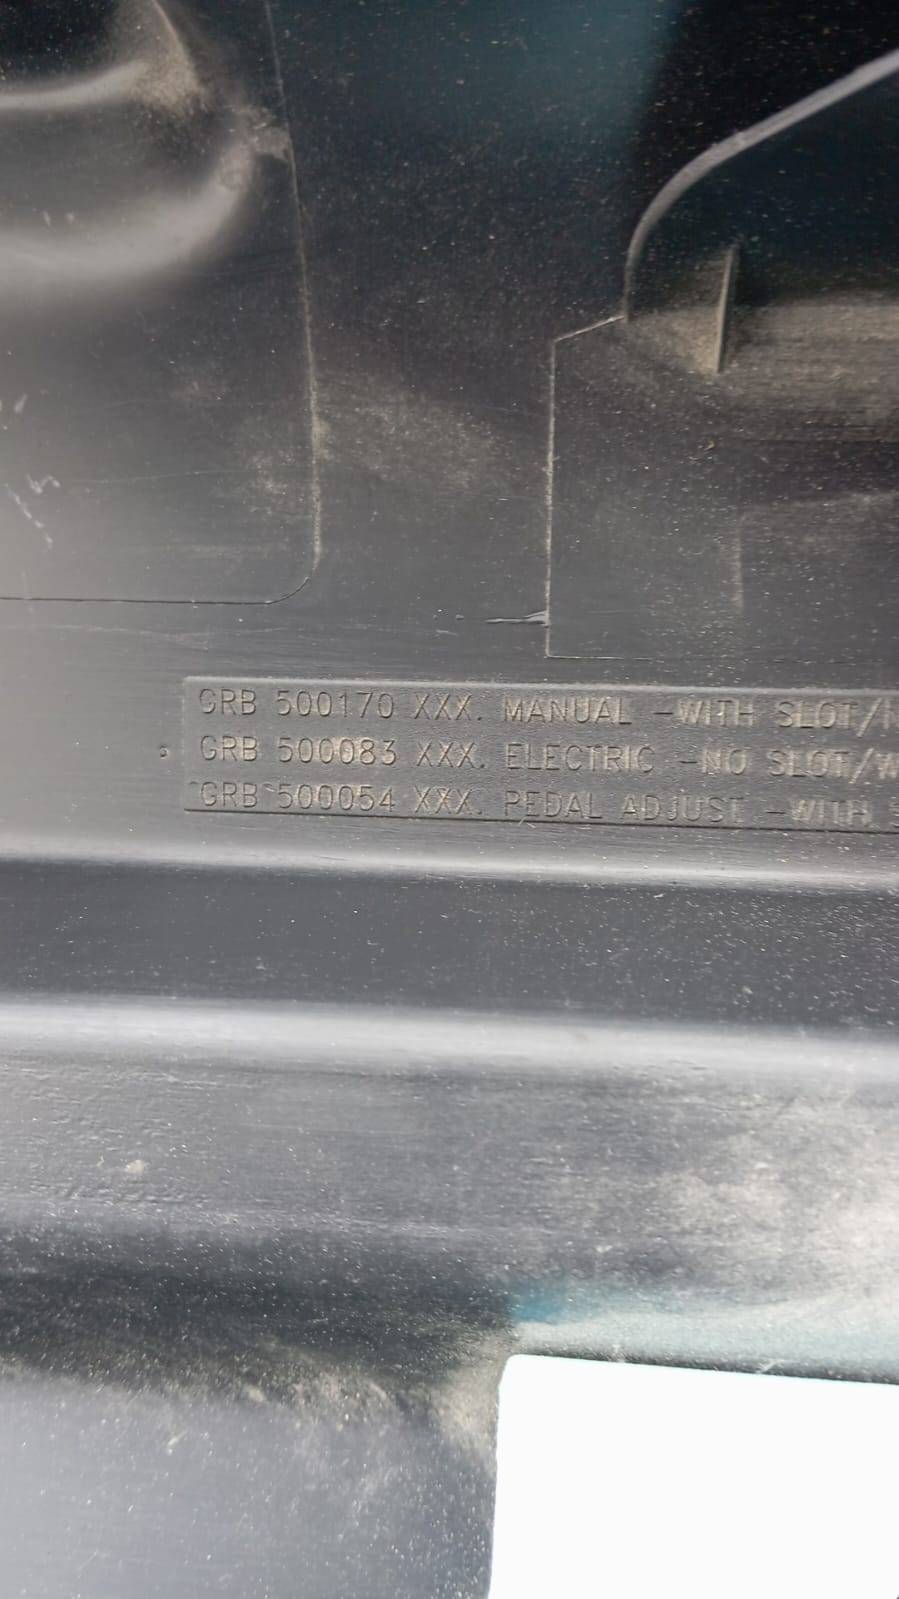 GRB 500170 XXX. MANUAL -WITH SLOT/
GRB 500083 XXX. ELECTRIC -NO SLOT/W
GRB 500054 XXX. PEDAL ADJUST -WITH